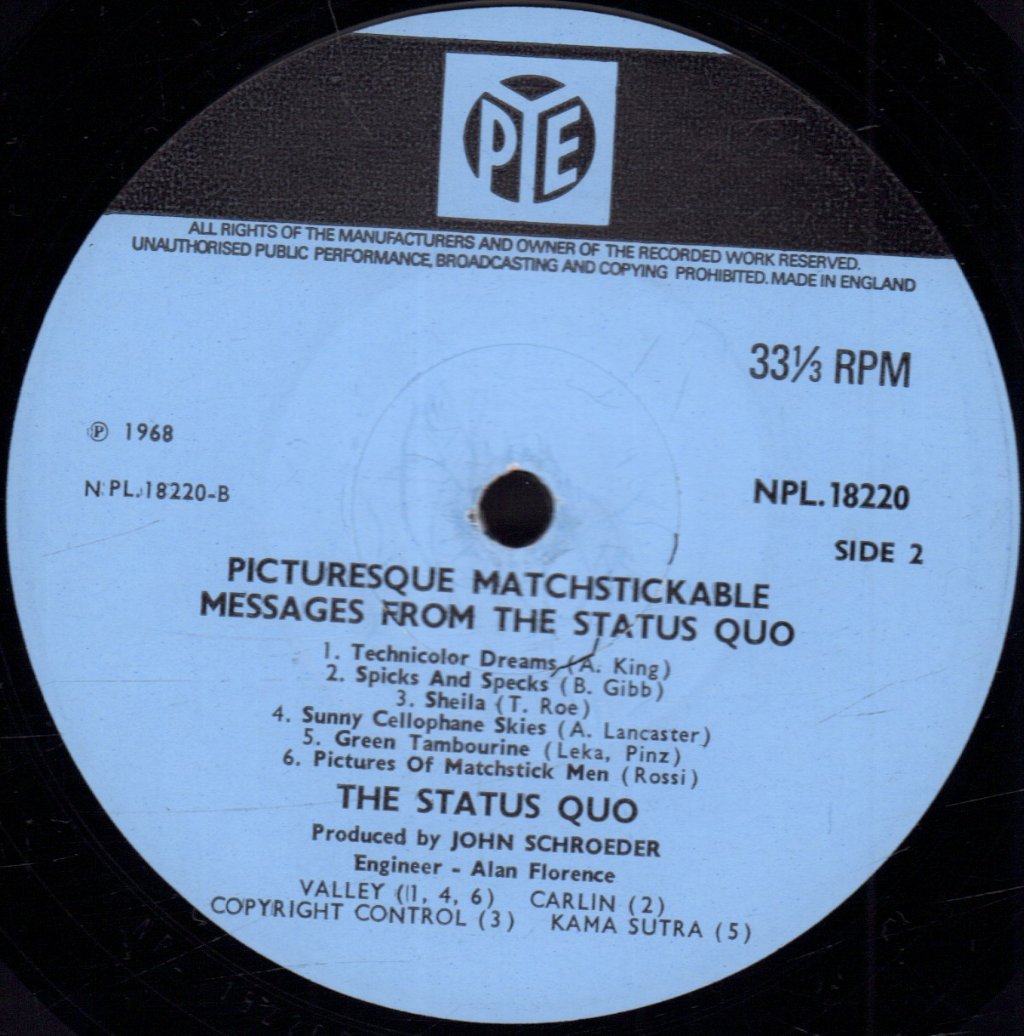 PYE
ALL RIGHTS OF THE MANUFACTURERS AND OWNER OF THE RECORDED WORK RESERVED.
UNAUTHORISED PUBLIC PERFORMANCE, BROADCASTING AND COPYING PROHIBITED. MADE IN ENGLAND
33⅓ RPM
℗ 1968
NPL.18220-B
NPL.18220
SIDE 2
PICTURESQUE MATCHSTICKABLE
MESSAGES FROM THE STATUS QUO
1. Technicolor Dreams (A. King)
2. Spicks And Specks (B. Gibb)
3. Sheila (T. Roe)
4. Sunny Cellophane Skies (A. Lancaster)
5. Green Tambourine (Leka, Pinz)
6. Pictures Of Matchstick Men (Rossi)
THE STATUS QUO
Produced by JOHN SCHROEDER
Engineer - Alan Florence
VALLEY (1, 4, 6) CARLIN (2)
COPYRIGHT CONTROL (3) KAMA SUTRA (5)